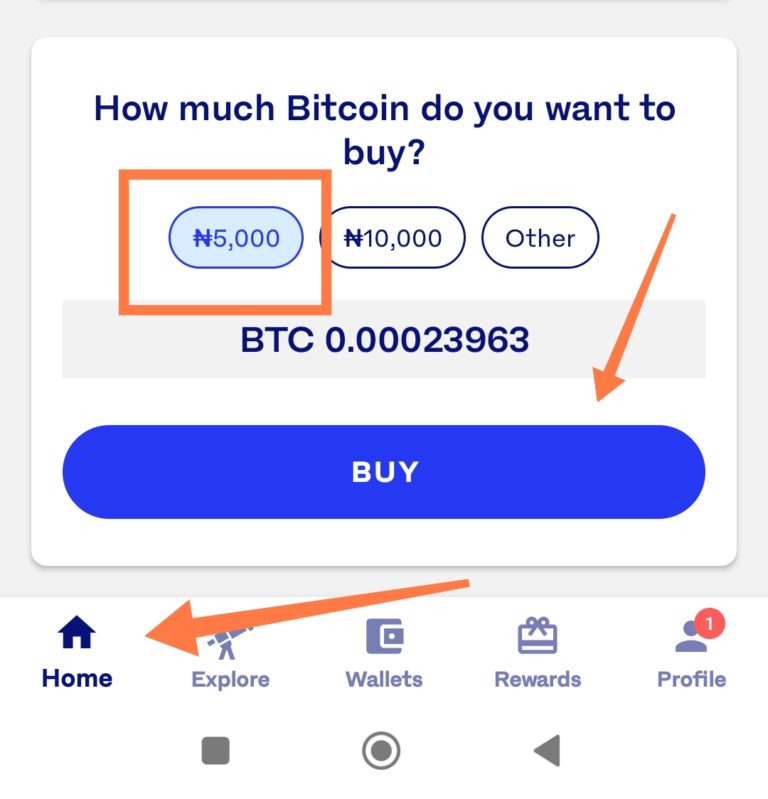 How much Bitcoin do you want to
buy?
₦5,000 ₦10,000 Other
BTC 0.00023963
BUY
1
Home Explore Wallets Rewards Profile